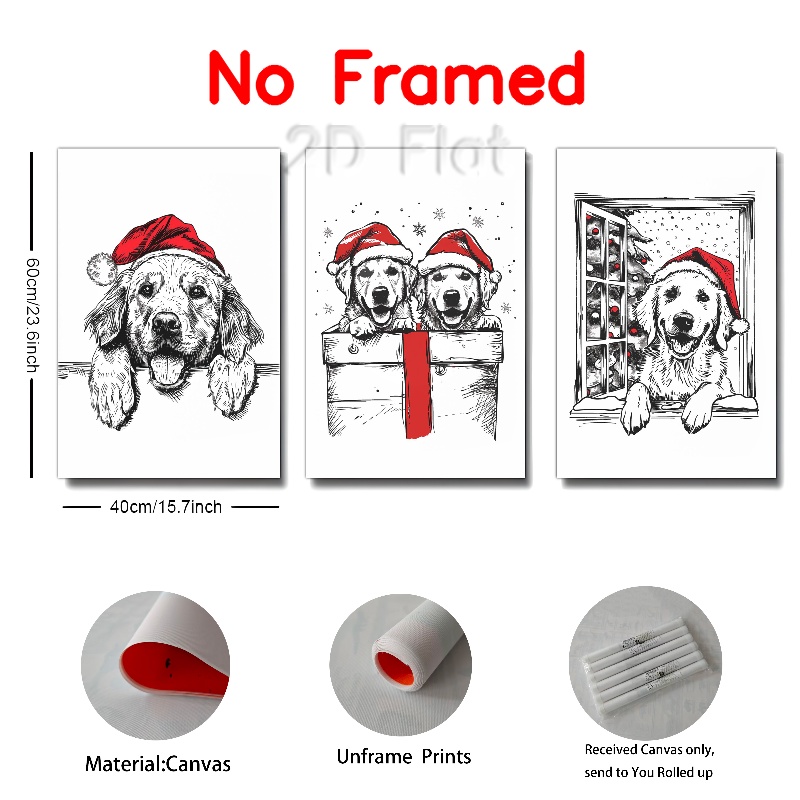 No Framed
2D Flat
60cm/23.6inch
40cm/15.7inch
Material:Canvas
Unframe Prints
Received Canvas only,
send to You Rolled up